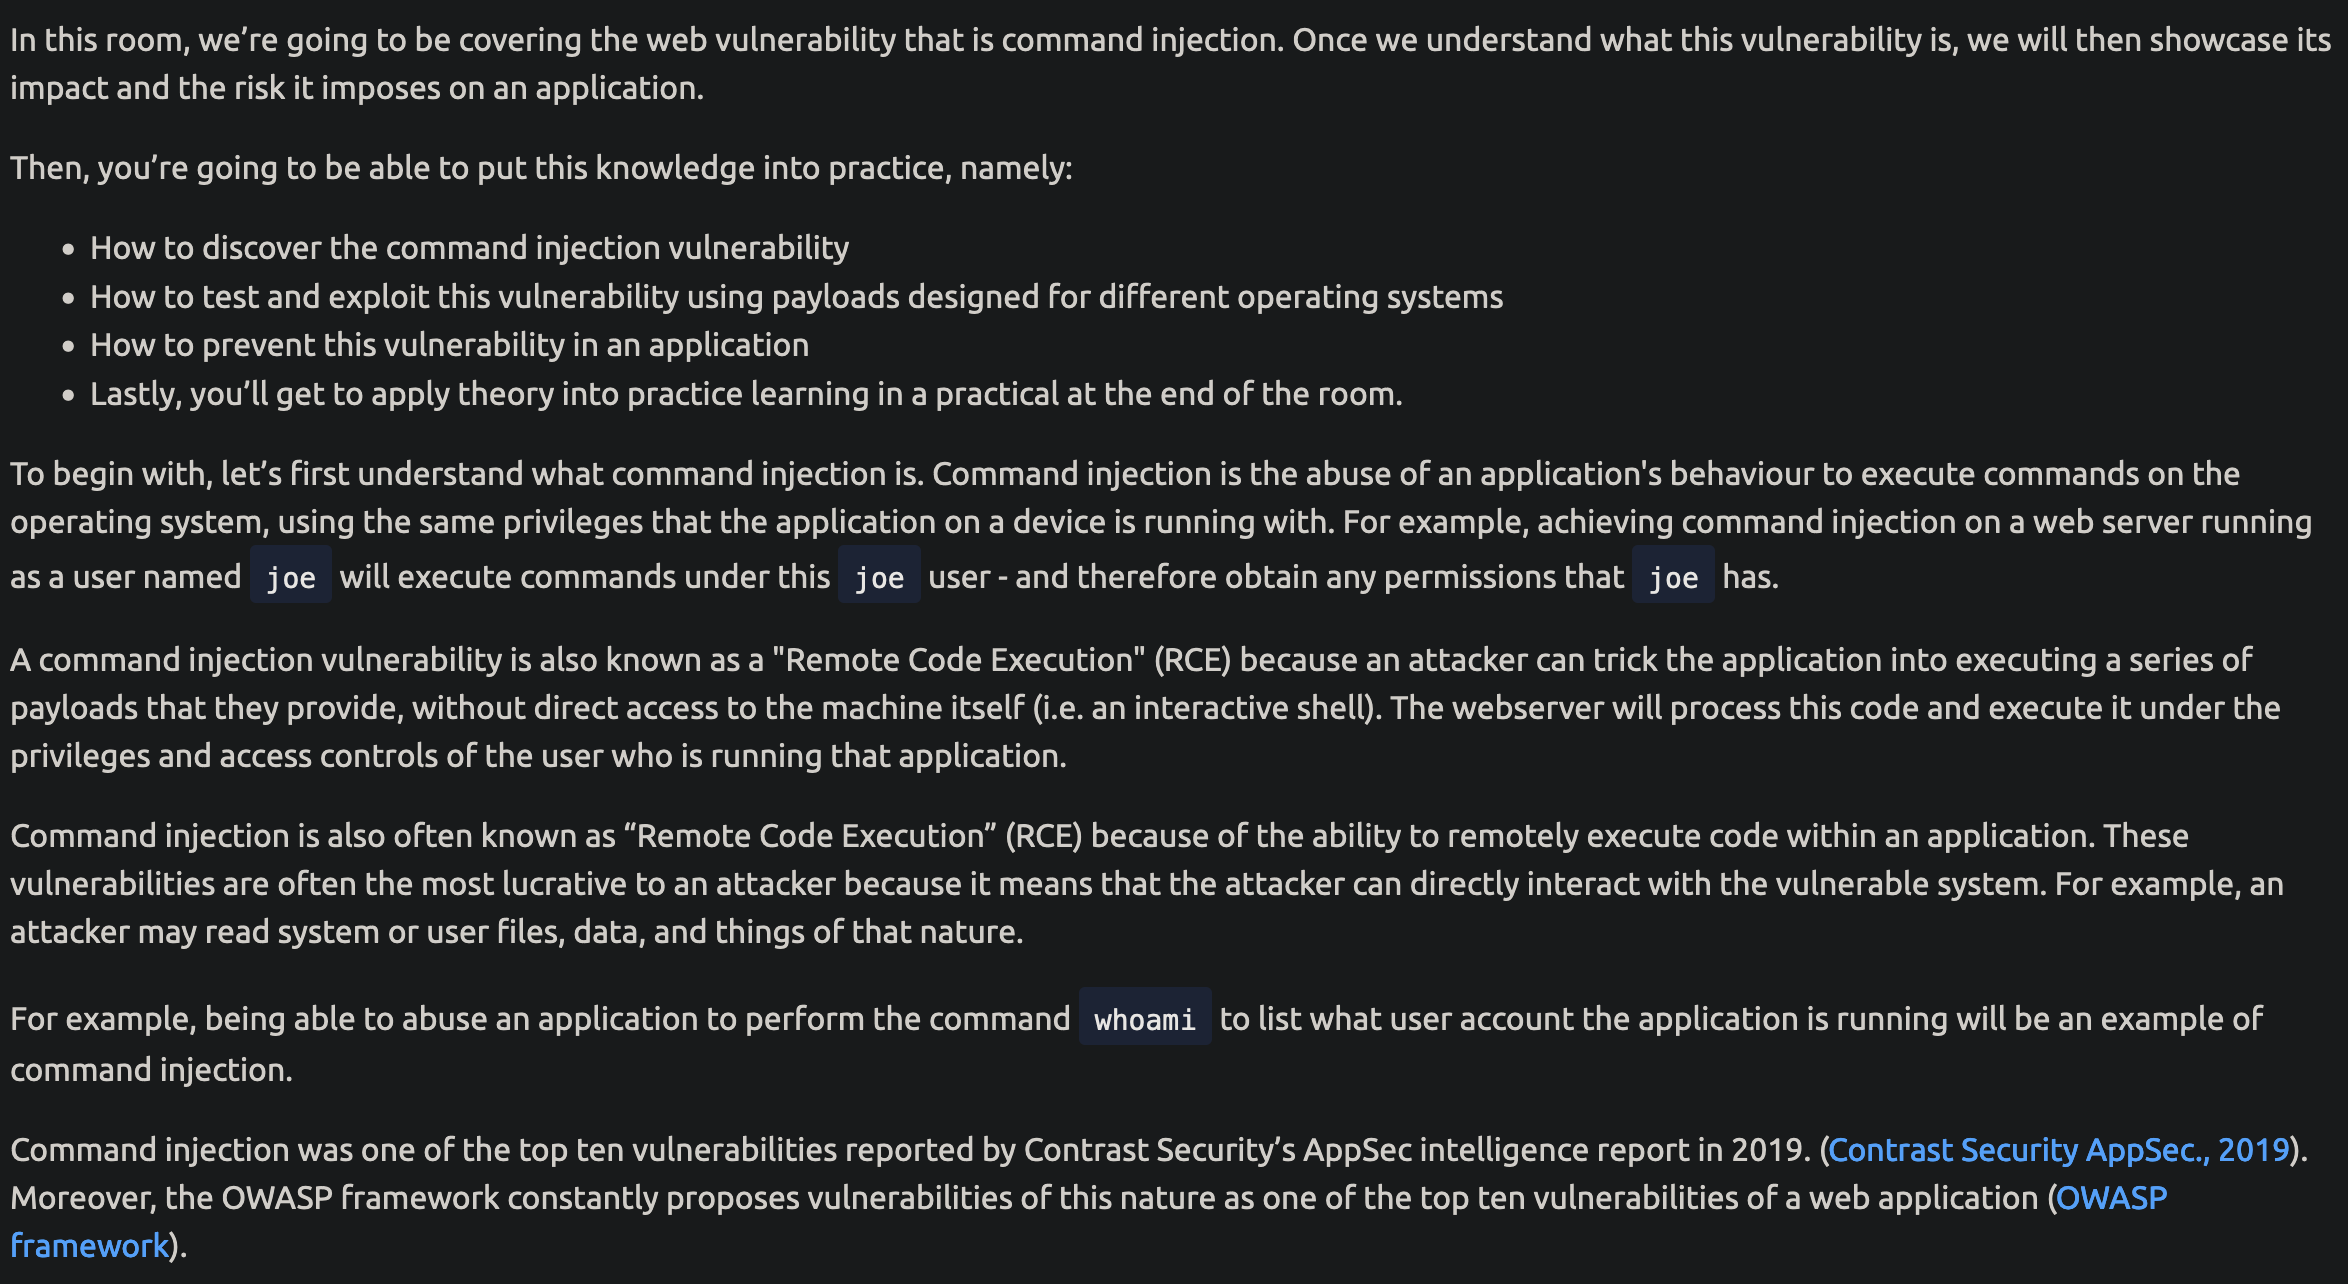 In this room, we’re going to be covering the web vulnerability that is command injection. Once we understand what this vulnerability is, we will then showcase its
impact and the risk it imposes on an application.
Then, you’re going to be able to put this knowledge into practice, namely:
• How to discover the command injection vulnerability
• How to test and exploit this vulnerability using payloads designed for different operating systems
• How to prevent this vulnerability in an application
• Lastly, you’ll get to apply theory into practice learning in a practical at the end of the room.
To begin with, let’s first understand what command injection is. Command injection is the abuse of an application's behaviour to execute commands on the
operating system, using the same privileges that the application on a device is running with. For example, achieving command injection on a web server running
as a user named joe will execute commands under this joe user - and therefore obtain any permissions that joe has.
A command injection vulnerability is also known as a "Remote Code Execution" (RCE) because an attacker can trick the application into executing a series of
payloads that they provide, without direct access to the machine itself (i.e. an interactive shell). The webserver will process this code and execute it under the
privileges and access controls of the user who is running that application.
Command injection is also often known as “Remote Code Execution” (RCE) because of the ability to remotely execute code within an application. These
vulnerabilities are often the most lucrative to an attacker because it means that the attacker can directly interact with the vulnerable system. For example, an
attacker may read system or user files, data, and things of that nature.
For example, being able to abuse an application to perform the command whoami to list what user account the application is running will be an example of
command injection.
Command injection was one of the top ten vulnerabilities reported by Contrast Security’s AppSec intelligence report in 2019. (Contrast Security AppSec., 2019).
Moreover, the OWASP framework constantly proposes vulnerabilities of this nature as one of the top ten vulnerabilities of a web application (OWASP
framework).